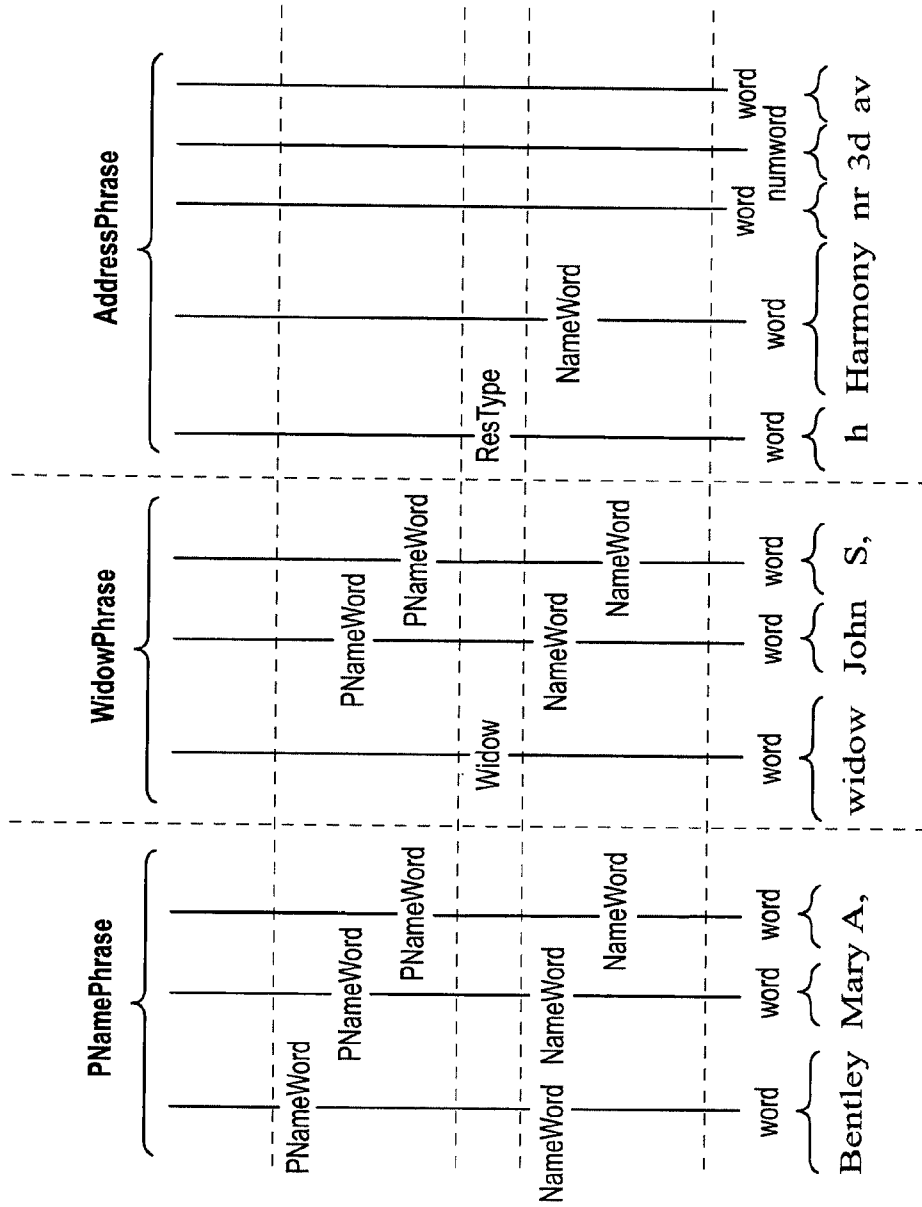 PNamePhrase WidowPhrase AddressPhrase
PNameWord
PNameWord PNameWord
PNameWord PNameWord
Widow ResType
NameWord NameWord NameWord NameWord
NameWord NameWord
word word word word word word word word word numword word
Bentley Mary A, widow John S, h Harmony nr 3d av